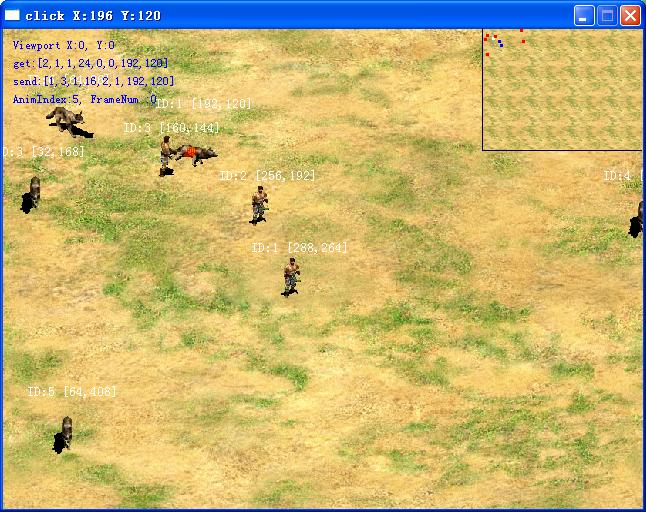 click X:196 Y:120
Viewport X:0, Y:0
get:[2,1,1,24,0,0,192,120]
send:[1,3,1,16,2,1,192,120]
AnimIndex:5, FrameNum :0
ID:1 [192,120]
ID:3 [160,144]
D:3 [32,168]
ID:2 [256,192]
ID:4 [
ID:1 [288,264]
ID:5 [64,408]